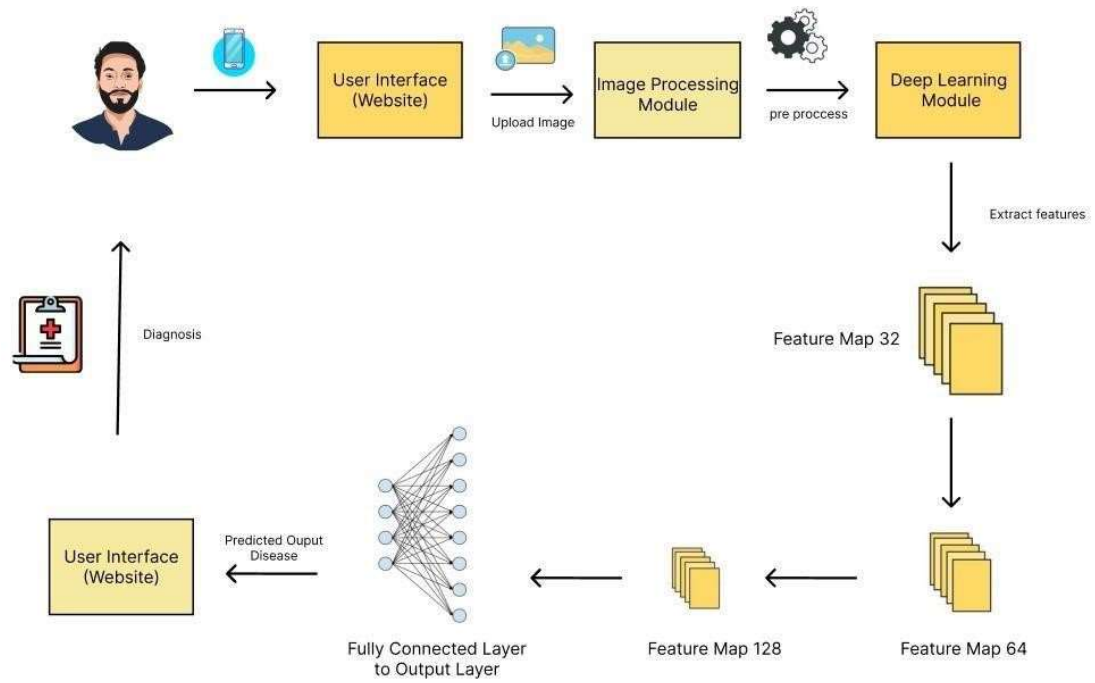 User Interface
(Website)
Upload Image
Image Processing
Module
pre proccess
Deep Learning
Module
Extract features
Feature Map 32
Feature Map 64
Feature Map 128
Fully Connected Layer
to Output Layer
Predicted Ouput
Disease
User Interface
(Website)
Diagnosis